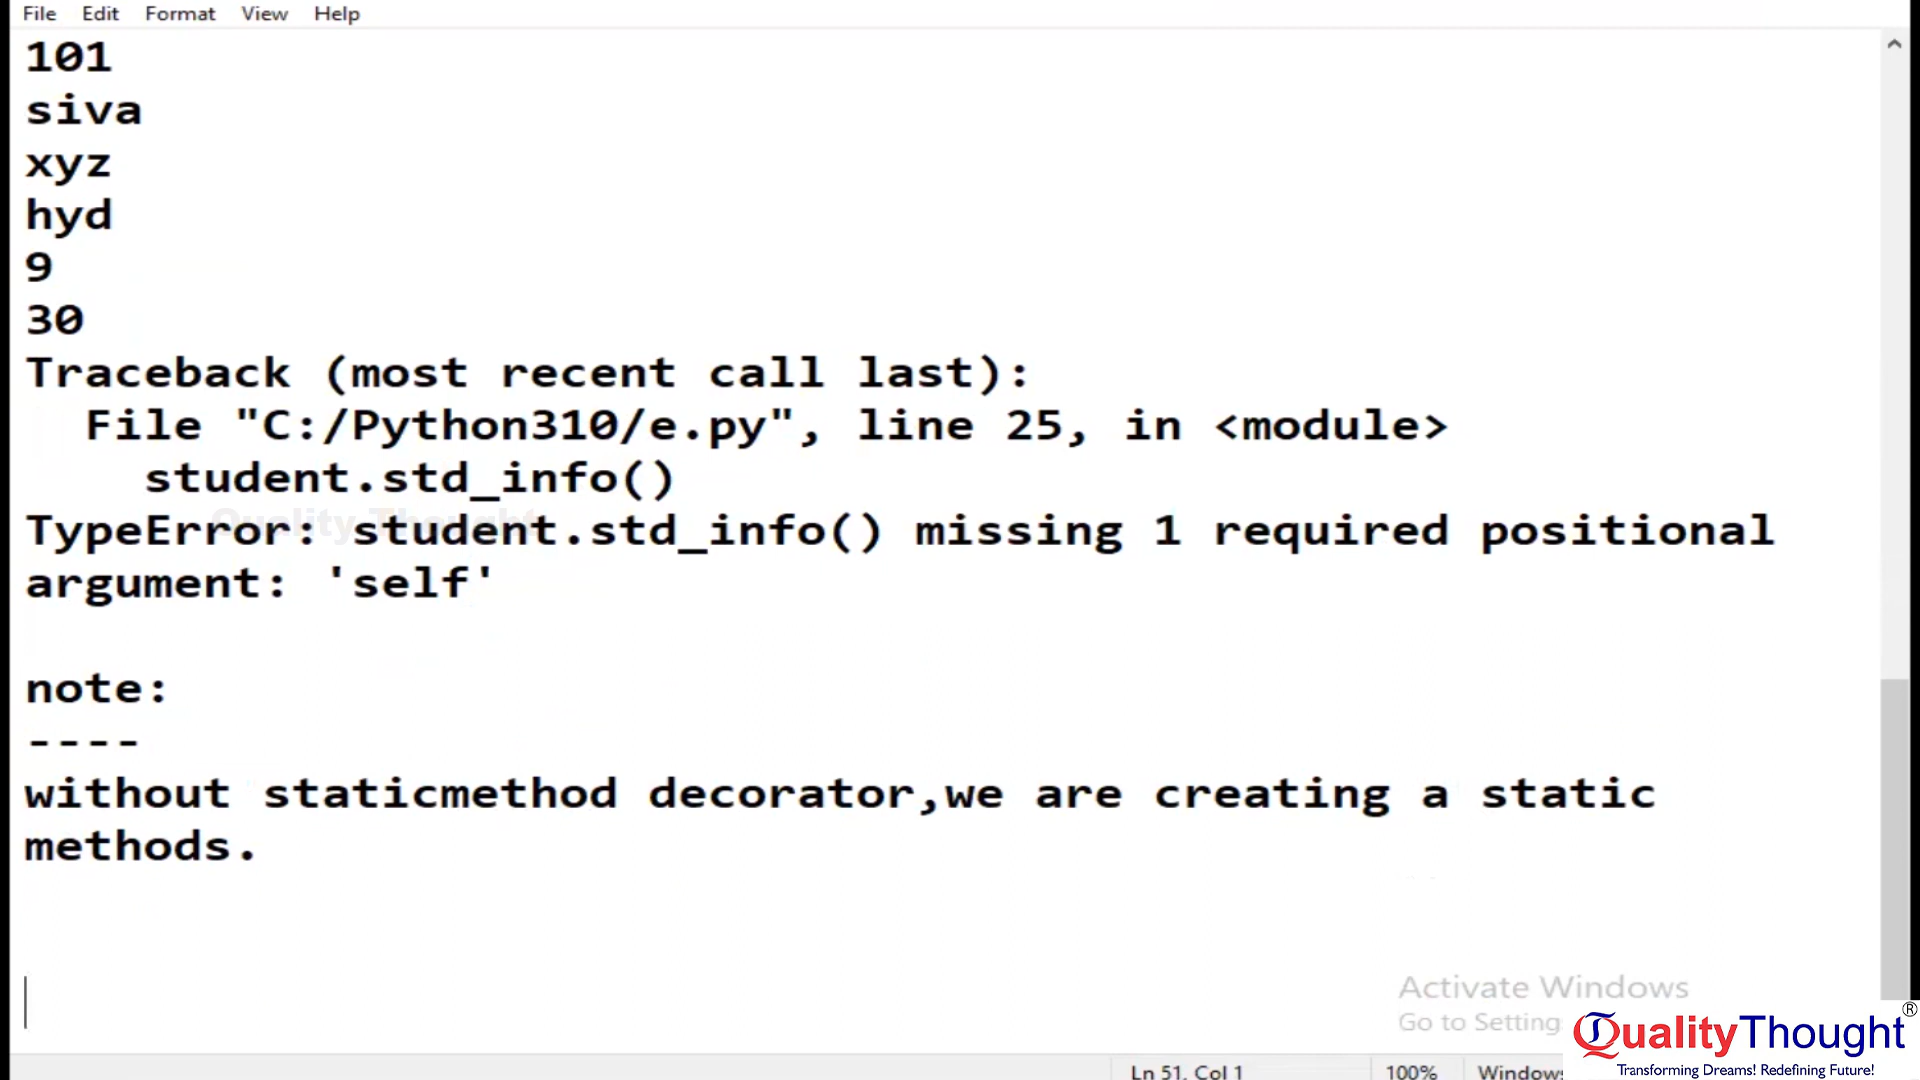 File Edit Format View Help
101
siva
xyz
hyd
9
30
Traceback (most recent call last):
File "C:/Python310/e.py", line 25, in <module>
student.std_info()
Quality Thought
TypeError: student.std_info() missing 1 required positional
argument: 'self'
note:
----
without staticmethod decorator,we are creating a static
methods.
Activate Windows
Go to Setting
QualityThought®
Transforming Dreams! Redefining Future!
Ln 51, Col 1 100% Windows